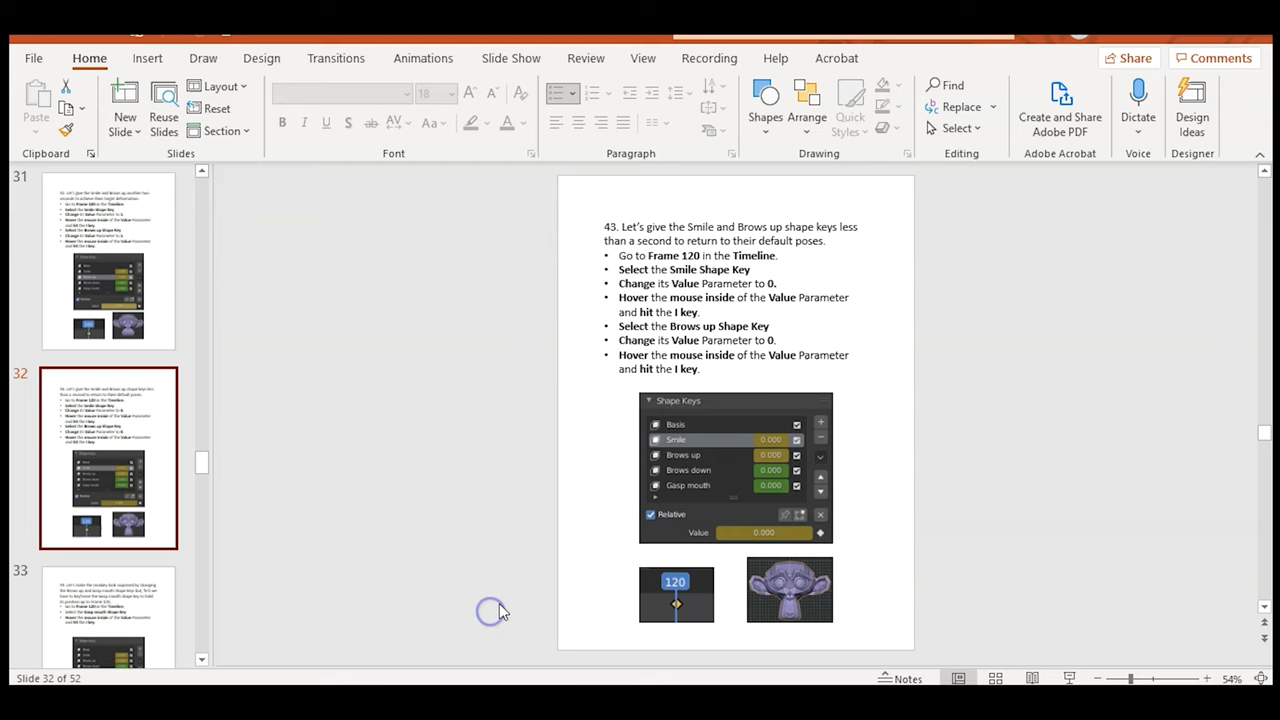 File Home Insert Draw Design Transitions Animations Slide Show Review View Recording Help Acrobat Share Comments
Paste New Slide Reuse Slides Layout Reset Section 18 Shapes Arrange Quick Styles Find Replace Select Create and Share Adobe PDF Dictate Design Ideas
Clipboard Slides Font Paragraph Drawing Editing Adobe Acrobat Voice Designer
31
32
33
43. Let's give the Smile and Brows up shape keys less
than a second to return to their default poses.
• Go to Frame 120 in the Timeline.
• Select the Smile Shape Key
• Change its Value Parameter to 0.
• Hover the mouse inside of the Value Parameter
and hit the I key.
• Select the Brows up Shape Key
• Change its Value Parameter to 0.
• Hover the mouse inside of the Value Parameter
and hit the I key.
Shape Keys
Basis
Smile 0.000
Brows up 0.000
Brows down 0.000
Gasp mouth 0.000
Relative
Value 0.000
120
Slide 32 of 52 Notes 54%